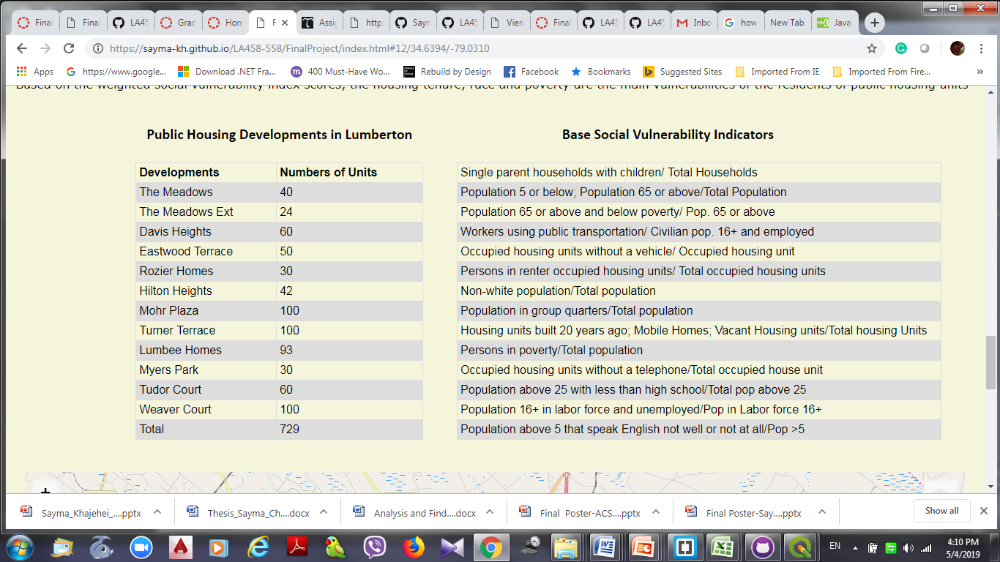 Final
Final
LA45
Grad
Hom
F
Assig
https
Sayn
LA45
Vien
Final
LA45
LA45
Inbo
how
New Tab
Java
https://sayma-kh.github.io/LA458-558/FinalProject/index.html#12/34.6394/-79.0310
Apps
https://www.google...
Download .NET Fra...
400 Must-Have Wo...
Rebuild by Design
Facebook
Bookmarks
Suggested Sites
Imported From IE
Imported From Fire...
»
Based on the weighted social vulnerability index scores, the housing tenure, race and poverty are the main vulnerabilities of the residents of public housing units
Public Housing Developments in Lumberton
Developments Numbers of Units
The Meadows 40
The Meadows Ext 24
Davis Heights 60
Eastwood Terrace 50
Rozier Homes 30
Hilton Heights 42
Mohr Plaza 100
Turner Terrace 100
Lumbee Homes 93
Myers Park 30
Tudor Court 60
Weaver Court 100
Total 729
Base Social Vulnerability Indicators
Single parent households with children/ Total Households
Population 5 or below; Population 65 or above/Total Population
Population 65 or above and below poverty/ Pop. 65 or above
Workers using public transportation/ Civilian pop. 16+ and employed
Occupied housing units without a vehicle/ Occupied housing unit
Persons in renter occupied housing units/ Total occupied housing units
Non-white population/Total population
Population in group quarters/Total population
Housing units built 20 years ago; Mobile Homes; Vacant Housing units/Total housing Units
Persons in poverty/Total population
Occupied housing units without a telephone/Total occupied house unit
Population above 25 with less than high school/Total pop above 25
Population 16+ in labor force and unemployed/Pop in Labor force 16+
Population above 5 that speak English not well or not at all/Pop >5
+
25
Sayma_Khajehei_....pptx
Thesis_Sayma_Ch....docx
Analysis and Find....docx
Final Poster-ACS....pptx
Final Poster-Say....pptx
Show all
EN
4:10 PM
5/4/2019